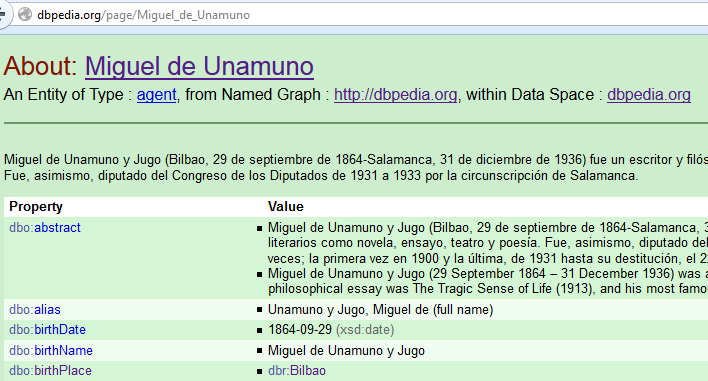 dbpedia.org/page/Miguel_de_Unamuno
About: Miguel de Unamuno
An Entity of Type : agent, from Named Graph : http://dbpedia.org, within Data Space : dbpedia.org
Miguel de Unamuno y Jugo (Bilbao, 29 de septiembre de 1864-Salamanca, 31 de diciembre de 1936) fue un escritor y filós
Fue, asimismo, diputado del Congreso de los Diputados de 1931 a 1933 por la circunscripción de Salamanca.
Property Value
dbo:abstract ▪ Miguel de Unamuno y Jugo (Bilbao, 29 de septiembre de 1864-Salamanca, 3
literarios como novela, ensayo, teatro y poesía. Fue, asimismo, diputado del
veces; la primera vez en 1900 y la última, de 1931 hasta su destitución, el 2
▪ Miguel de Unamuno y Jugo (29 September 1864 – 31 December 1936) was a
philosophical essay was The Tragic Sense of Life (1913), and his most famo
dbo:alias ▪ Unamuno y Jugo, Miguel de (full name)
dbo:birthDate ▪ 1864-09-29 (xsd:date)
dbo:birthName ▪ Miguel de Unamuno y Jugo
dbo:birthPlace ▪ dbr:Bilbao